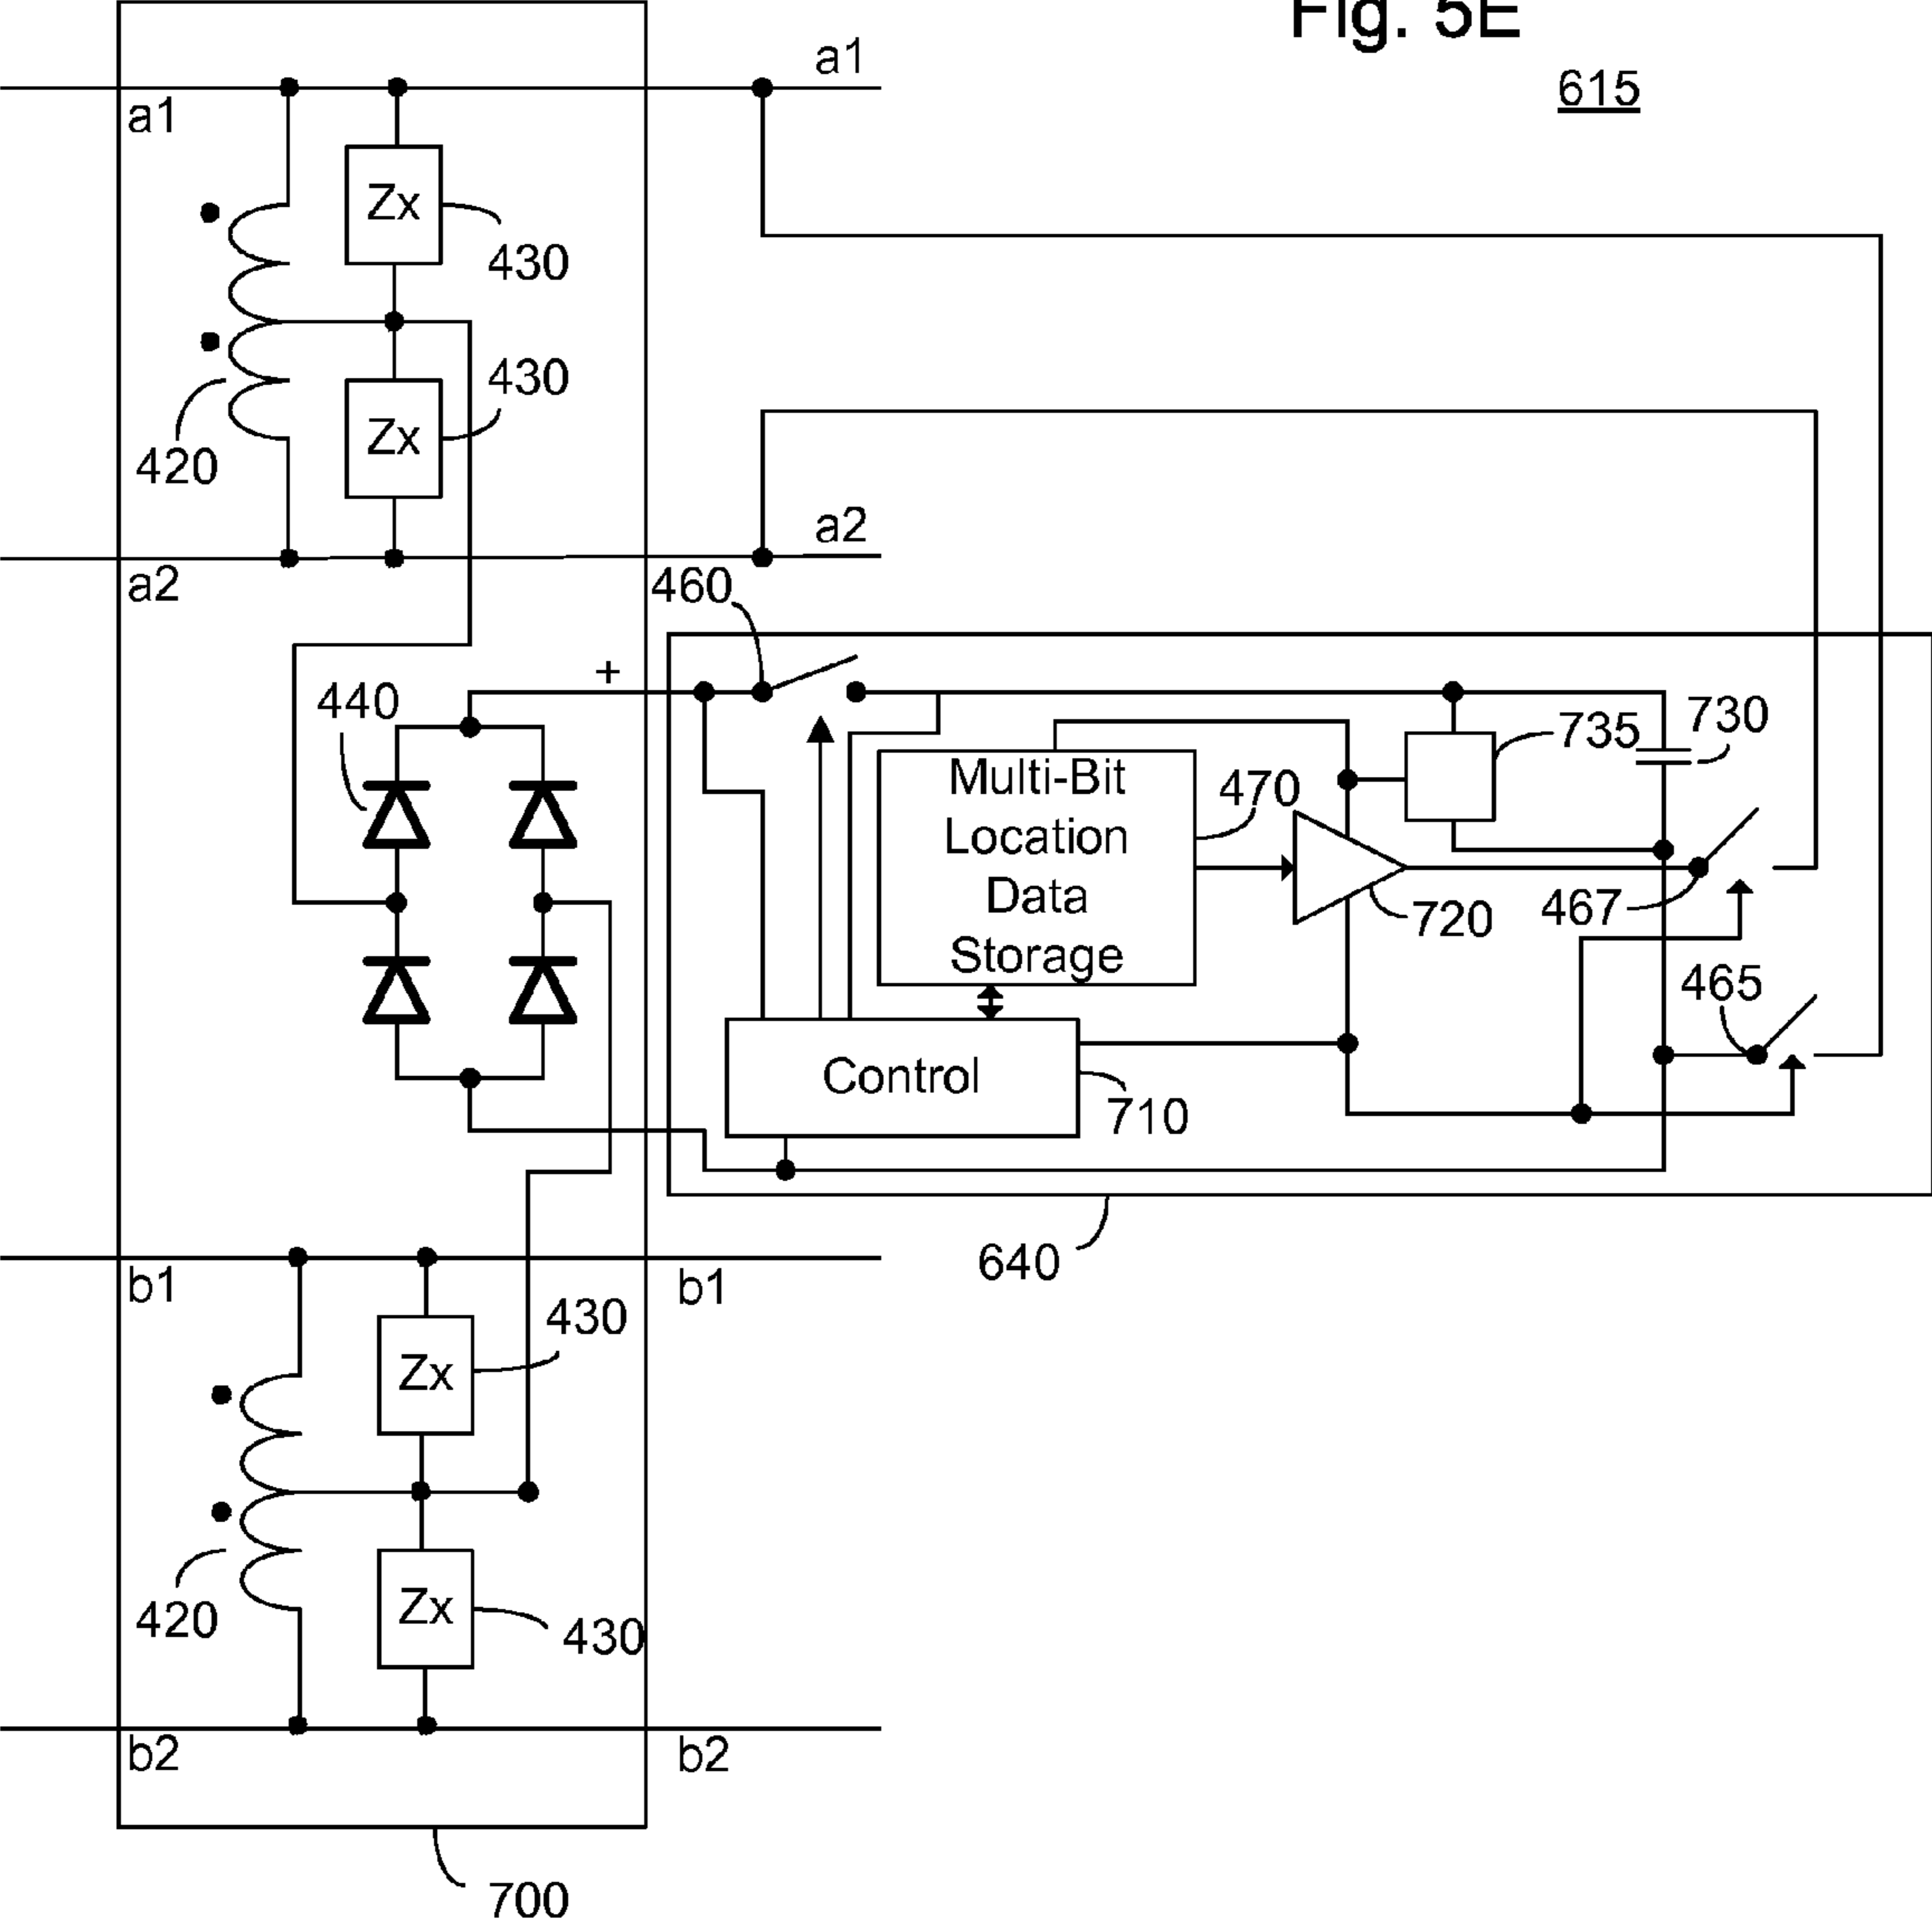 Fig. 5E
615
a1
a1
Zx
430
430
Zx
420
a2
a2
460
+
440
730
735
Multi-Bit
Location
Data
Storage
470
467
720
465
Control
710
640
b1
b1
430
Zx
Zx
420
430
b2
b2
700